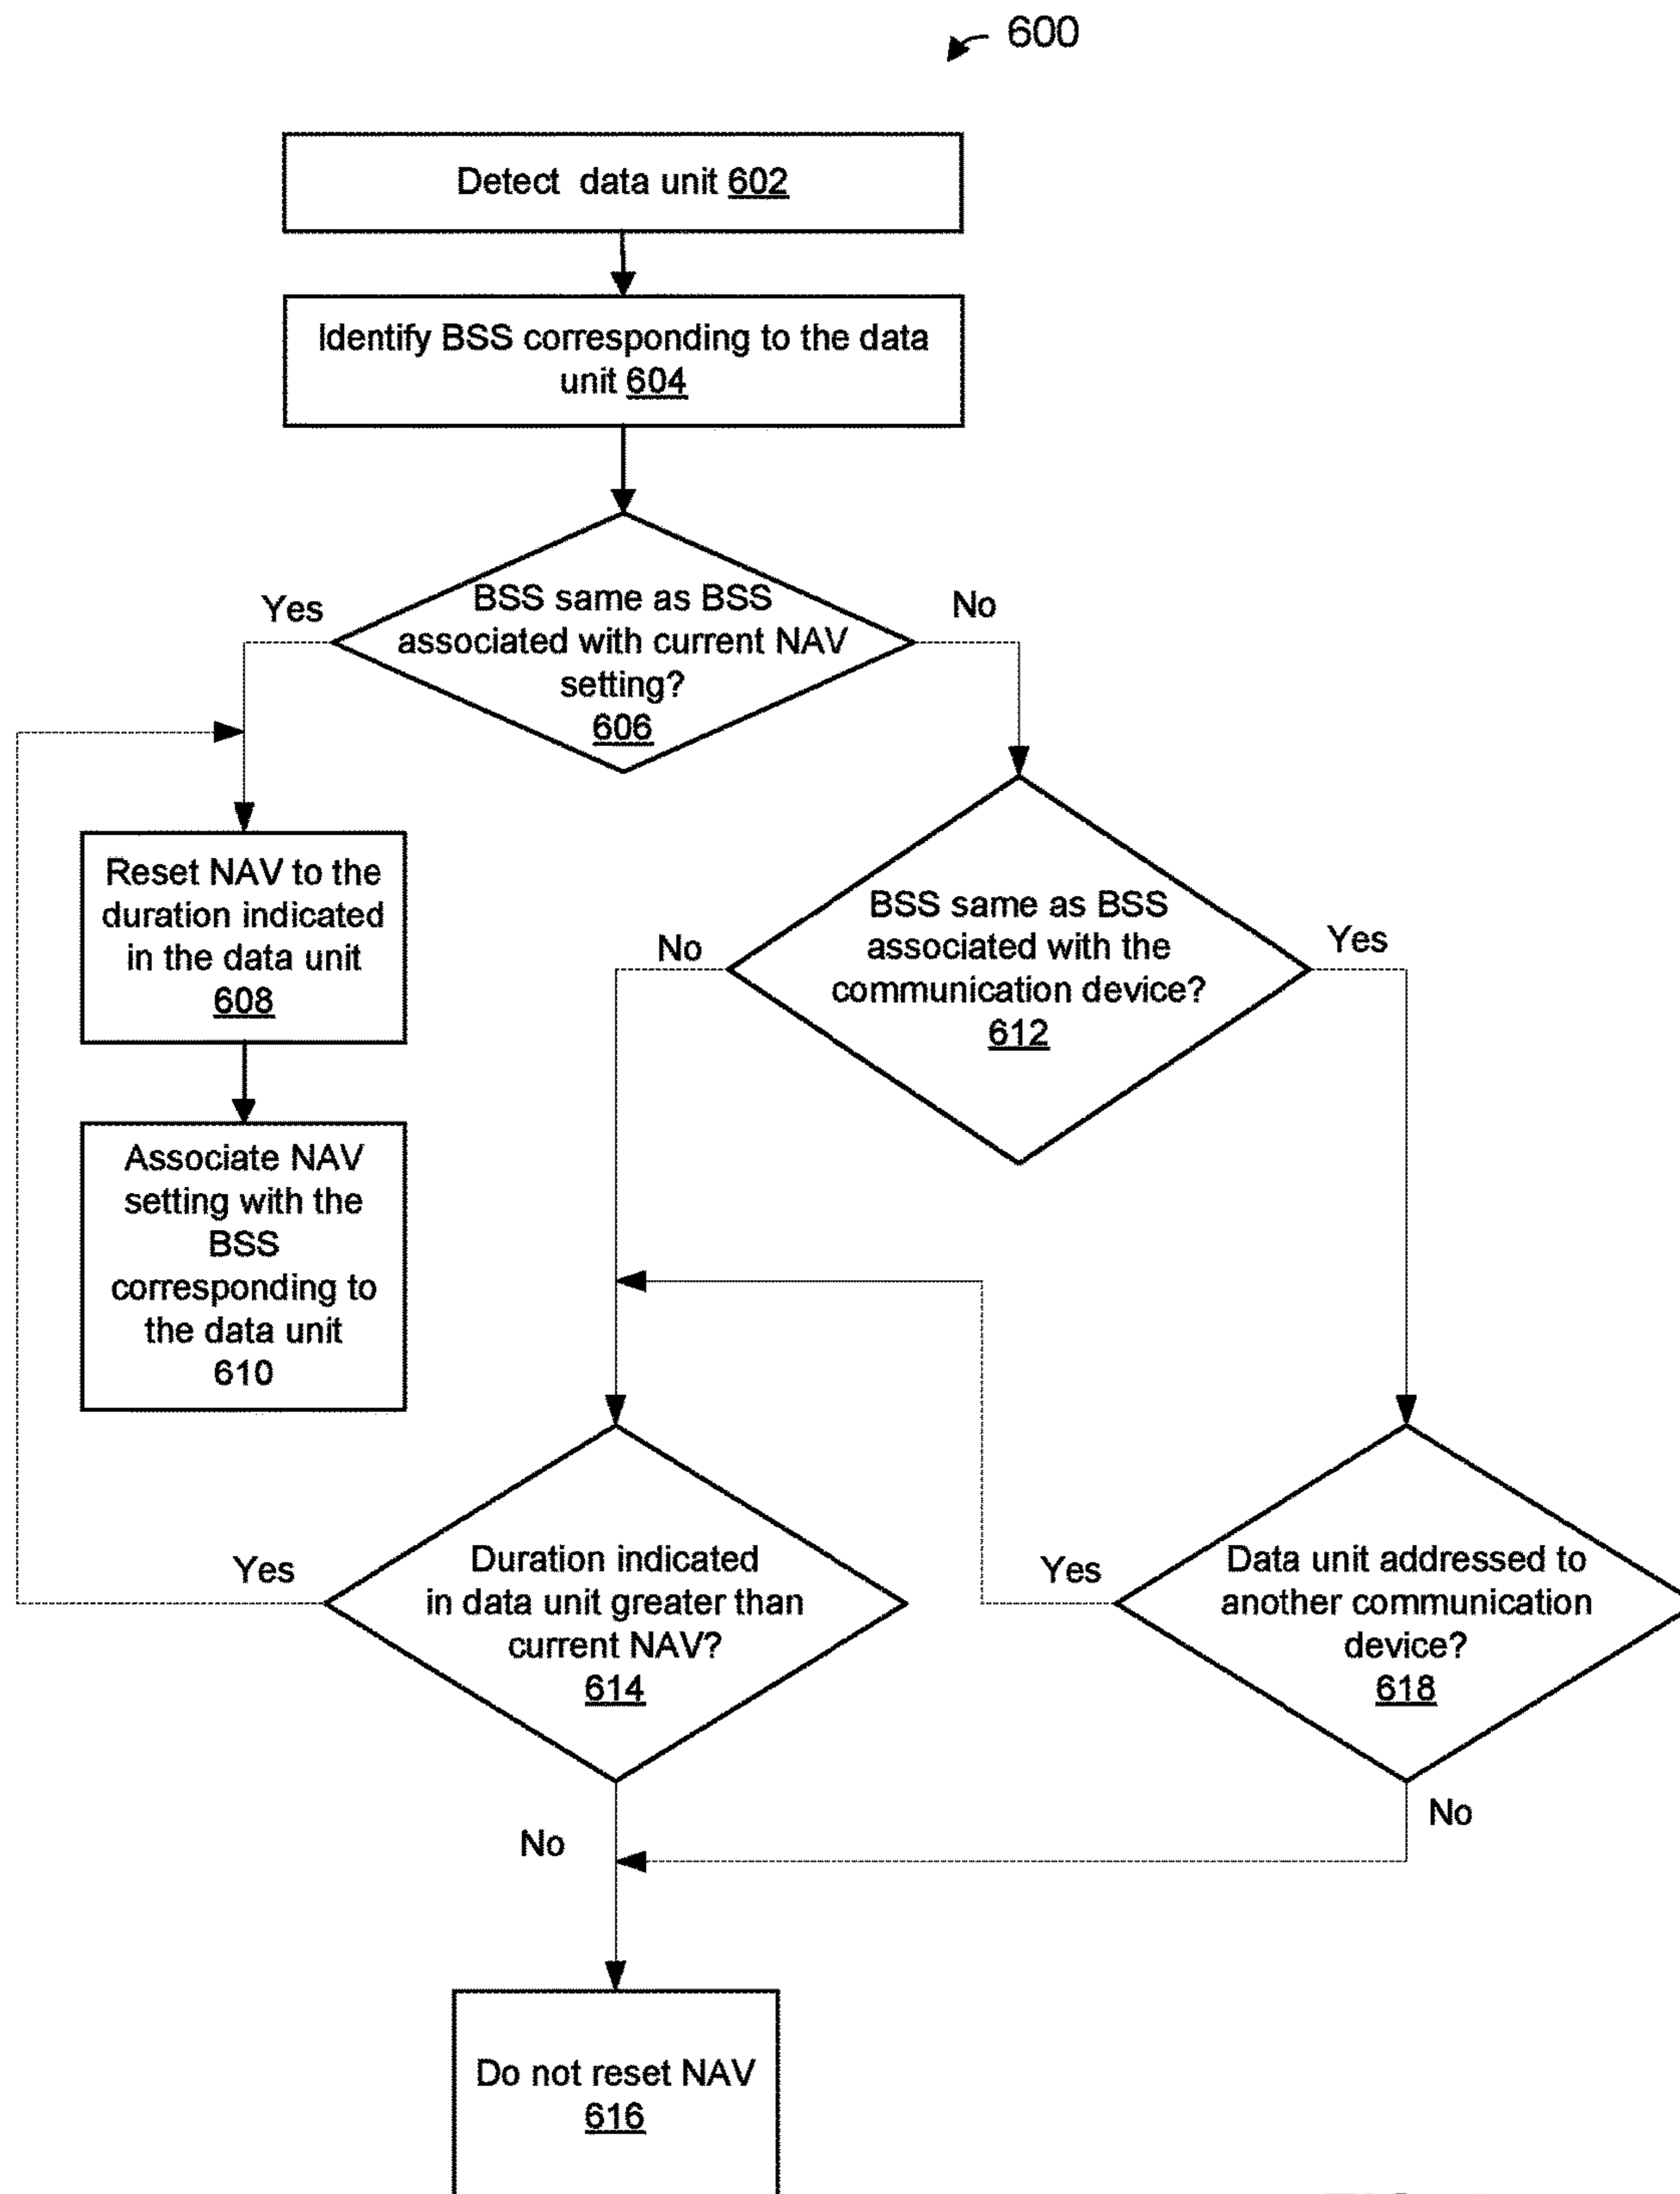 600
Detect data unit 602
Identify BSS corresponding to the data
unit 604
BSS same as BSS
associated with current NAV
setting?
606
Yes
No
Reset NAV to the
duration indicated
in the data unit
608
BSS same as BSS
associated with the
communication device?
612
No
Yes
Associate NAV
setting with the
BSS
corresponding to
the data unit
610
Duration indicated
in data unit greater than
current NAV?
614
Yes
No
Data unit addressed to
another communication
device?
618
Yes
No
Do not reset NAV
616